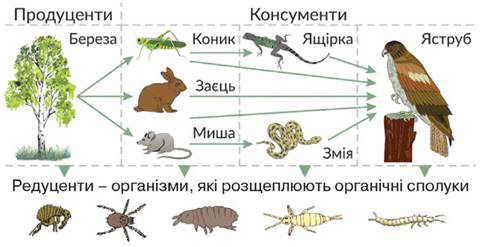 Продуценти
Консументи
Береза
Коник
Ящірка
Яструб
Заєць
Миша
Змія
Редуценти – організми, які розщеплюють органічні сполуки